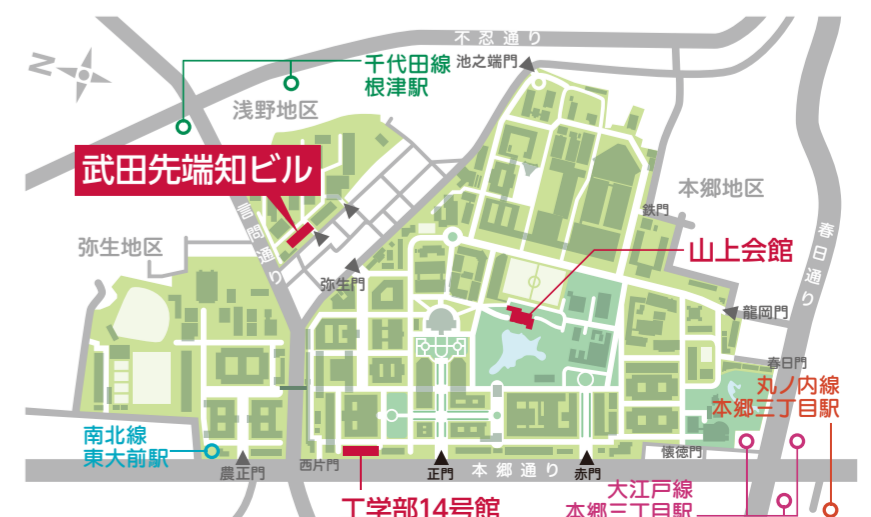 不忍通り
N
千代田線
根津駅
池之端門
浅野地区
武田先端知ビル
本郷地区
鉄門
言問通り
春日通り
弥生地区
山上会館
弥生門
龍岡門
春日門
丸ノ内線
本郷三丁目駅
南北線
東大前駅
農正門
西片門
正門
本郷通り
赤門
懐徳門
工学部14号館
大江戸線
本郷三丁目駅